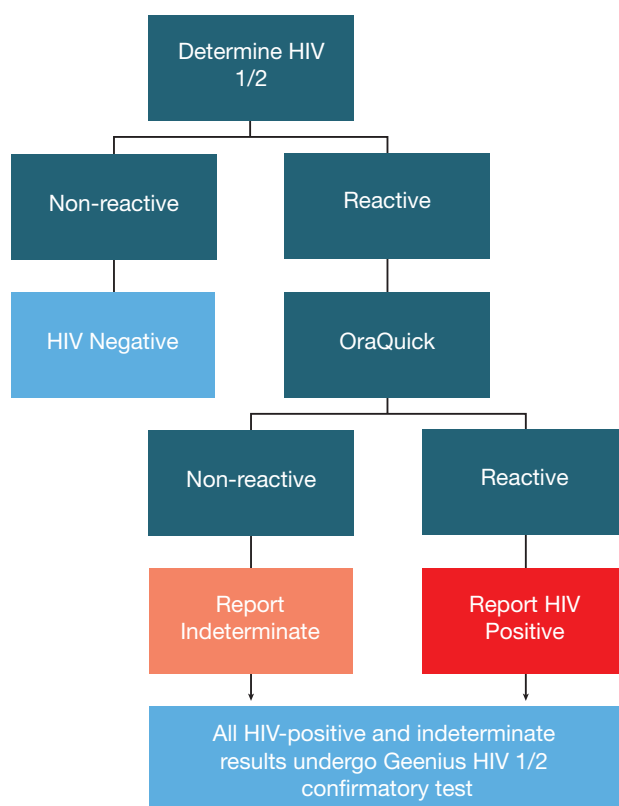 Determine HIV
1/2
Non-reactive
Reactive
HIV Negative
OraQuick
Non-reactive
Reactive
Report
Indeterminate
Report HIV
Positive
All HIV-positive and indeterminate
results undergo Geenius HIV 1/2
confirmatory test